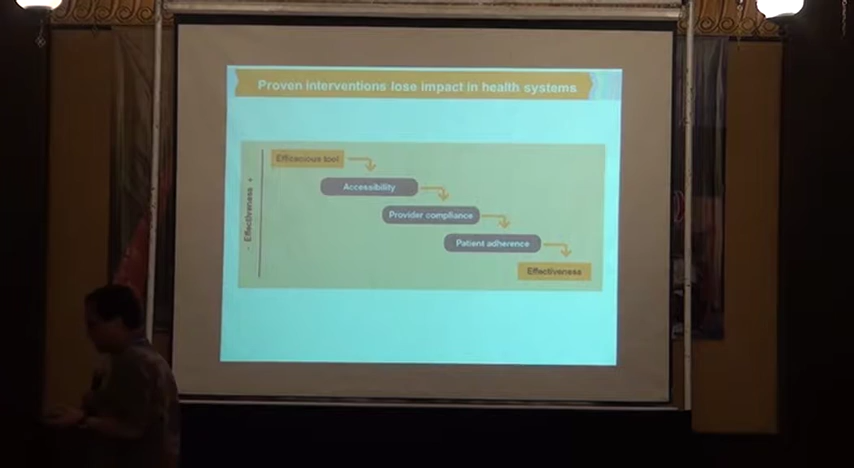 Proven interventions lose impact in health systems
- Effectiveness +
Efficacious tool
Accessibility
Provider compliance
Patient adherence
Effectiveness